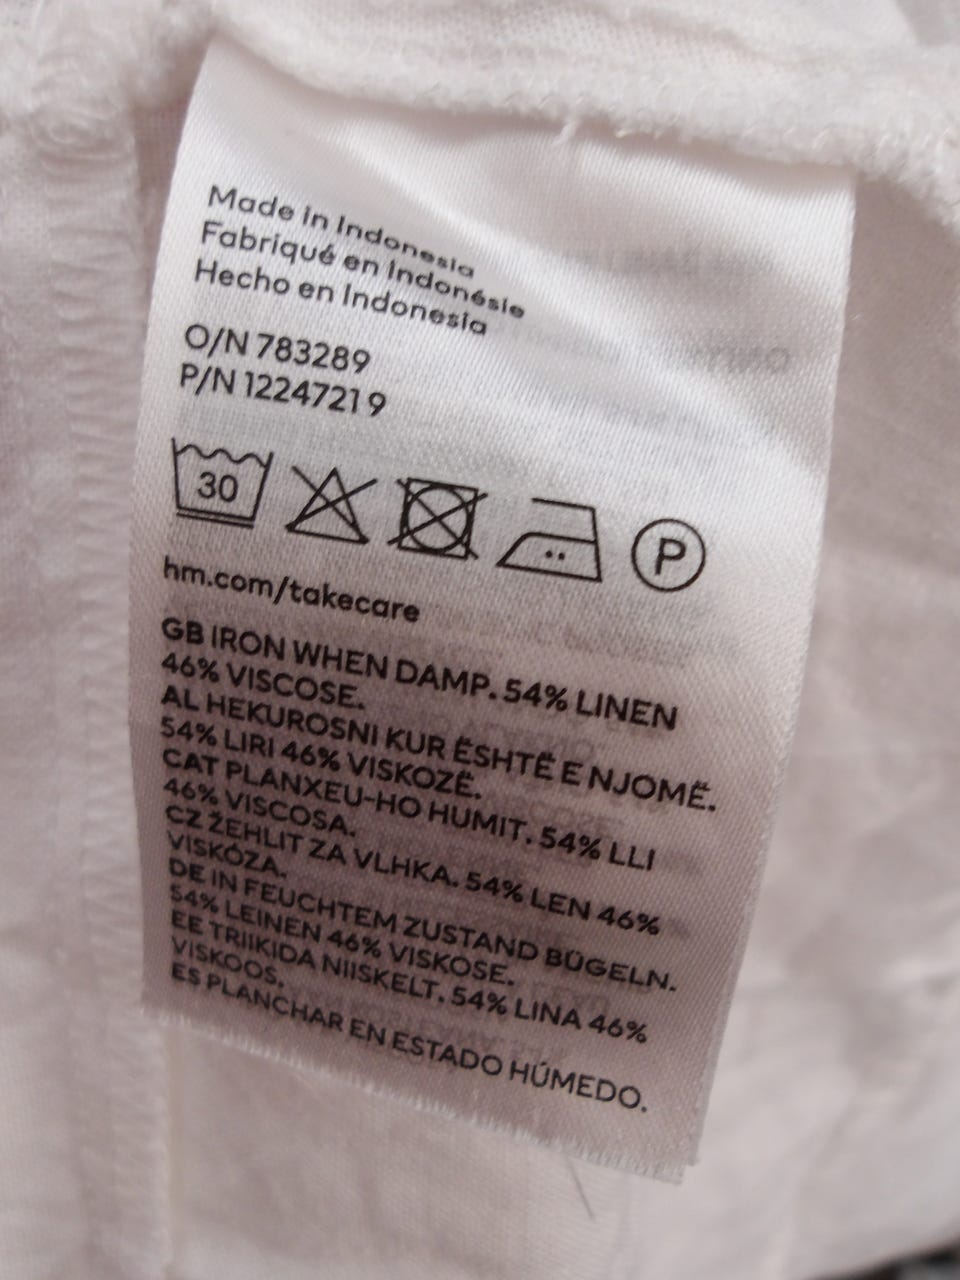 Made in Indonesia
Fabriqué en Indonésie
Hecho en Indonesia
O/N 783289
P/N 12247219
30
P
hm.com/takecare
GB IRON WHEN DAMP. 54% LINEN
46% VISCOSE.
AL HEKUROSNI KUR ËSHTË E NJOMË.
54% LIRI 46% VISKOZË.
CAT PLANXEU-HO HUMIT. 54% LLI
46% VISCOSA.
CZ ŽEHLIT ZA VLHKA. 54% LEN 46%
VISKÓZA.
DE IN FEUCHTEM ZUSTAND BÜGELN.
54% LEINEN 46% VISKOSE.
EE TRIIKIDA NIISKELT. 54% LINA 46%
VISKOOS.
ES PLANCHAR EN ESTADO HÚMEDO.